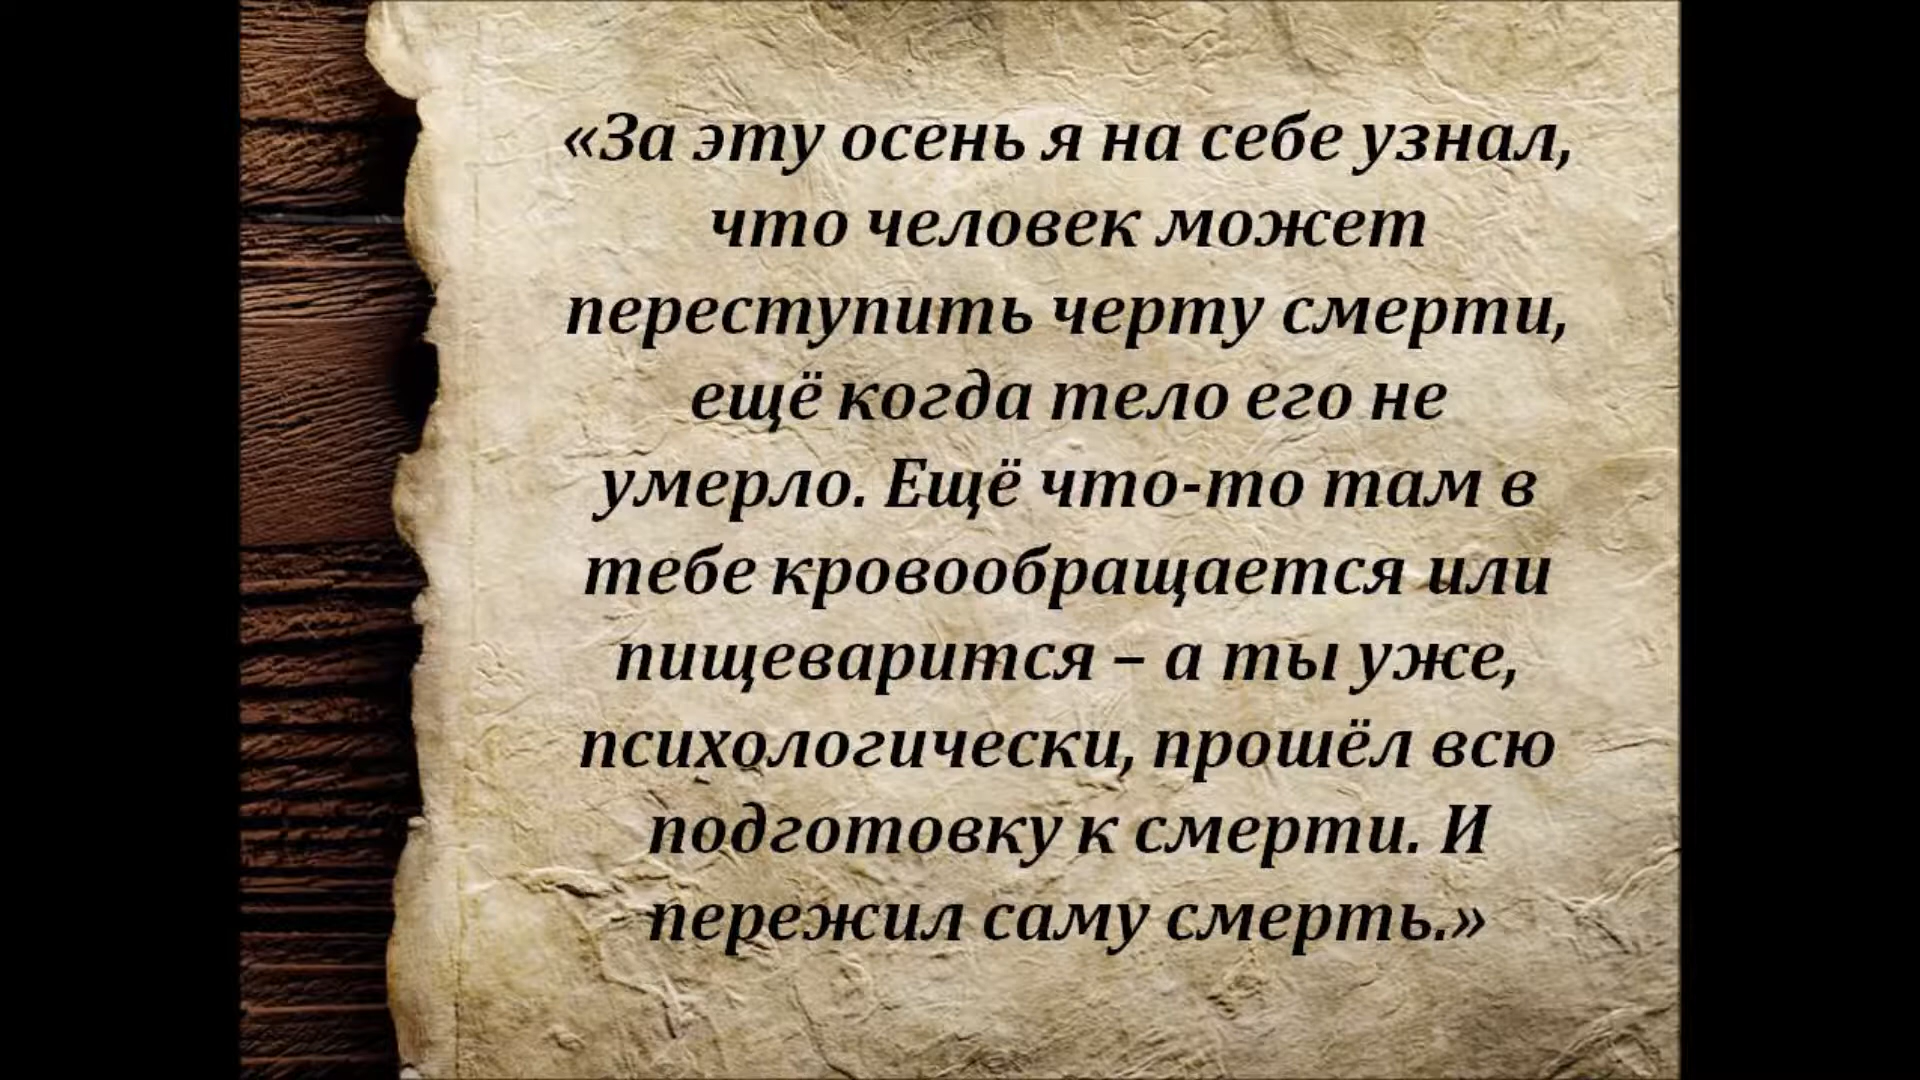 «За эту осень я на себе узнал,
что человек может
переступить черту смерти,
ещё когда тело его не
умерло. Ещё что-то там в
тебе кровообращается или
пищеварится – а ты уже,
психологически, прошёл всю
подготовку к смерти. И
пережил саму смерть.»